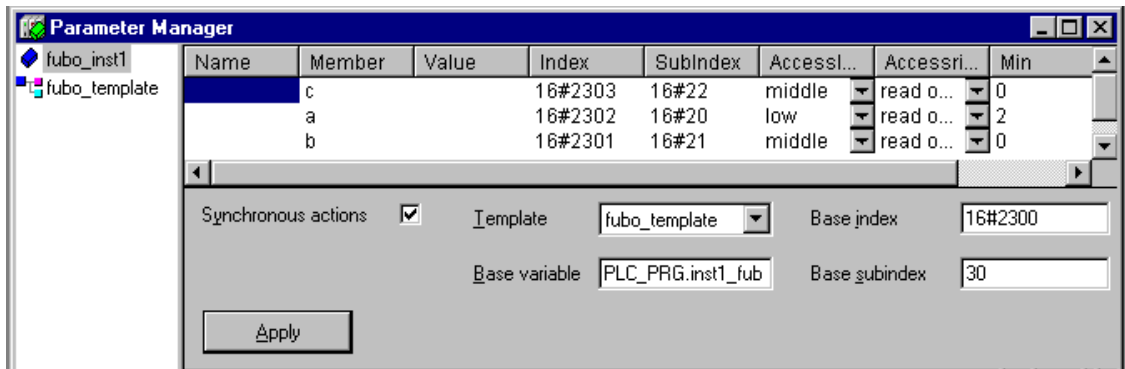 Parameter Manager
fubo_inst1
fubo_template
Name Member Value Index SubIndex Accessl... Accessri... Min
c 16#2303 16#22 middle read o... 0
a 16#2302 16#20 low read o... 2
b 16#2301 16#21 middle read o... 0
Synchronous actions Template fubo_template Base index 16#2300
Base variable PLC_PRG.inst1_fub Base subindex 30
Apply